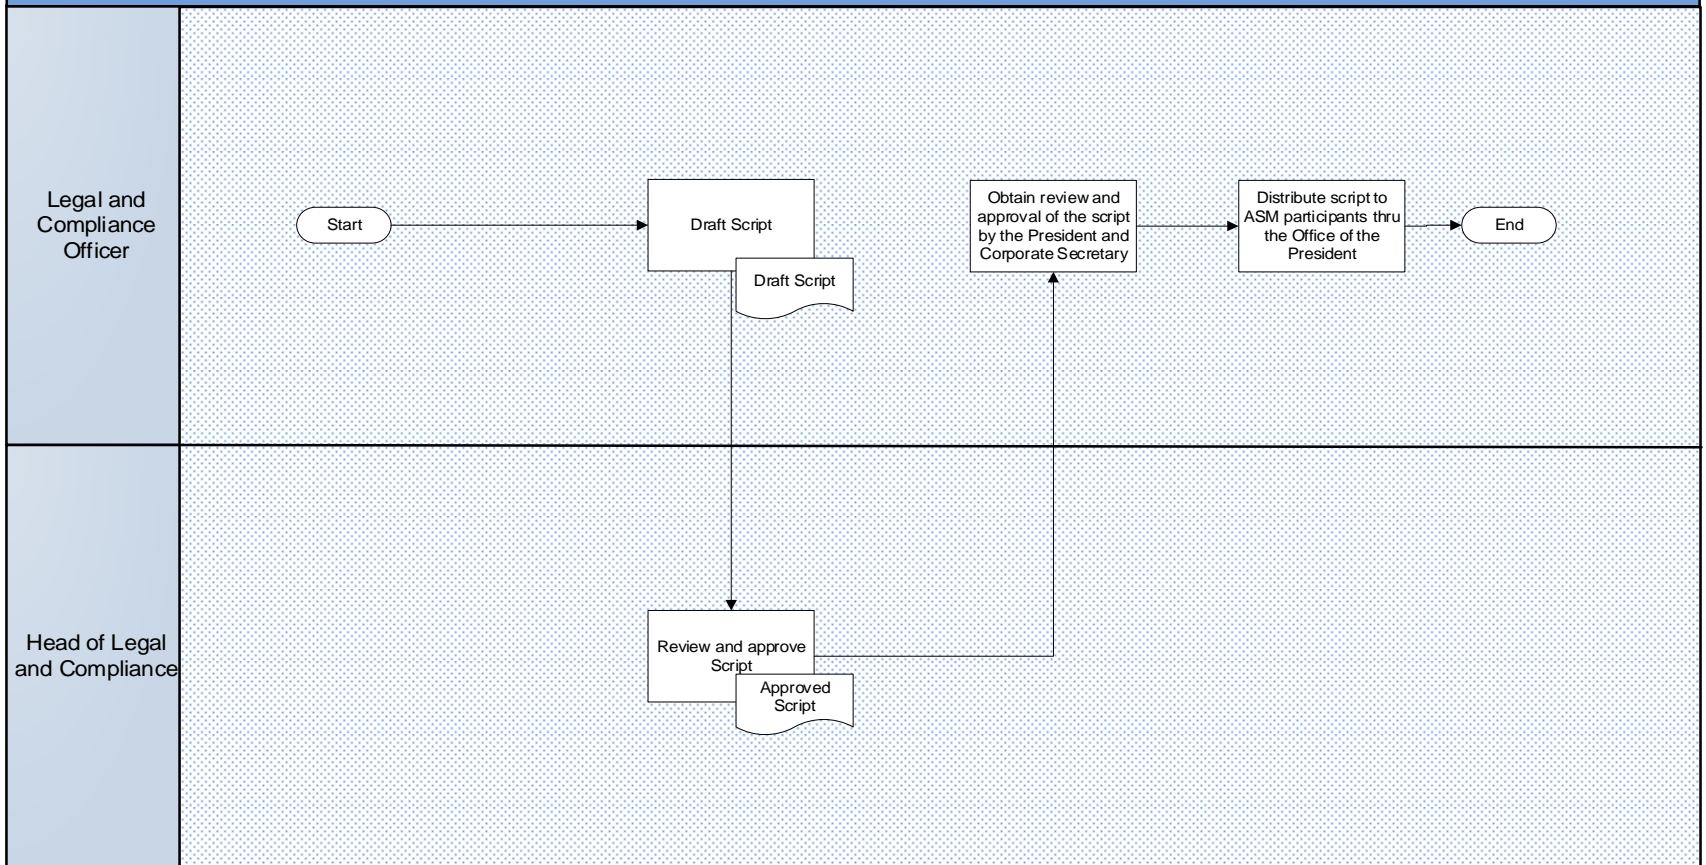 Legal and
Compliance
Officer
Start
Draft Script
Draft Script
Obtain review and
approval of the script
by the President and
Corporate Secretary
Distribute script to
ASM participants thru
the Office of the
President
End
Head of Legal
and Compliance
Review and approve
Script
Approved
Script